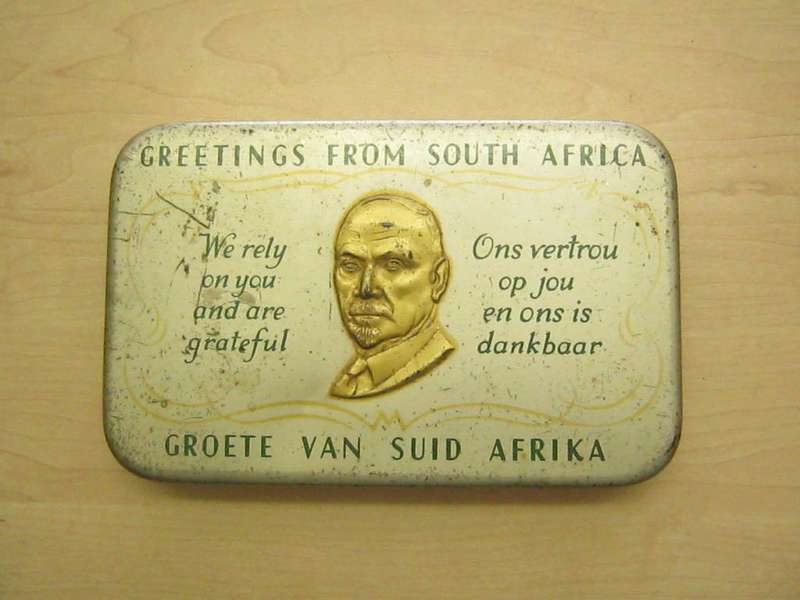 GREETINGS FROM SOUTH AFRICA
We rely
on you
and are
grateful
Ons vertrou
op jou
en ons is
dankbaar
GROETE VAN SUID AFRIKA